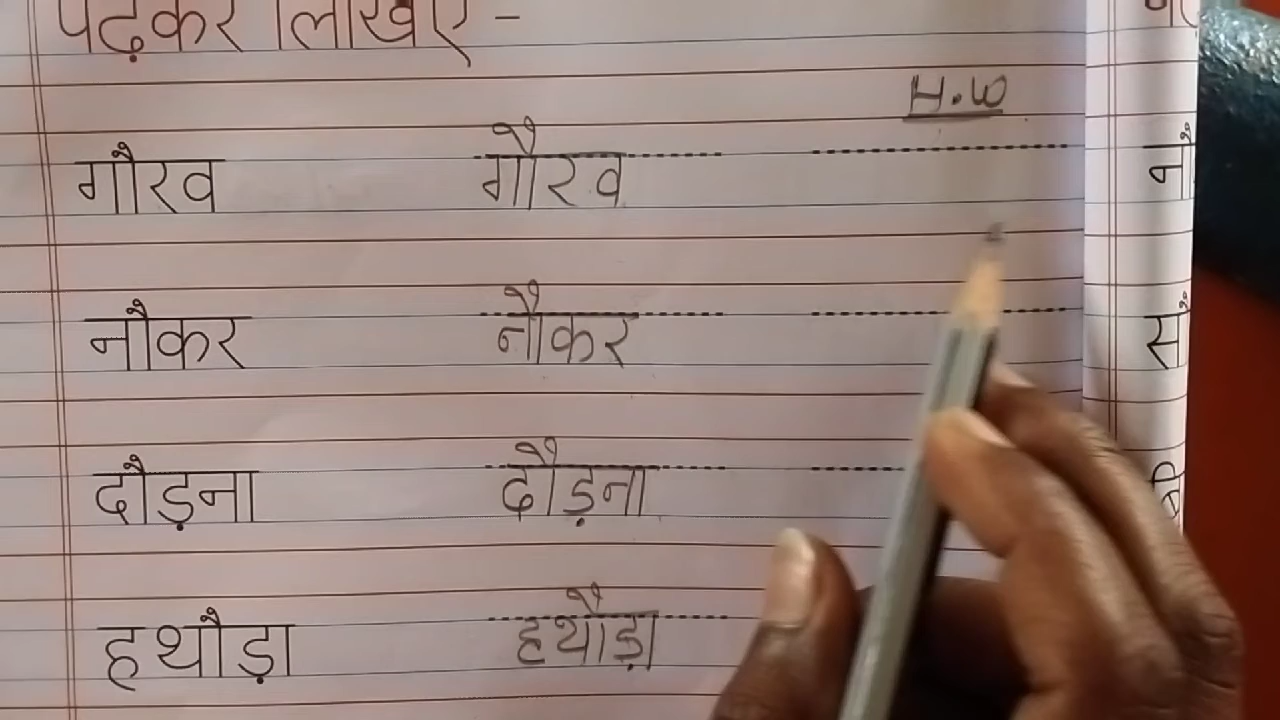 पढ़कर लिखिए -
H.W
गौरव गौरव
नौकर नौकर
दौड़ना दौड़ना
हथौड़ा हथौड़ा